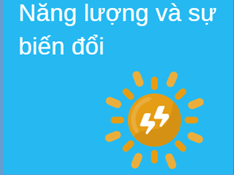 Năng lượng và sự
biến đổi